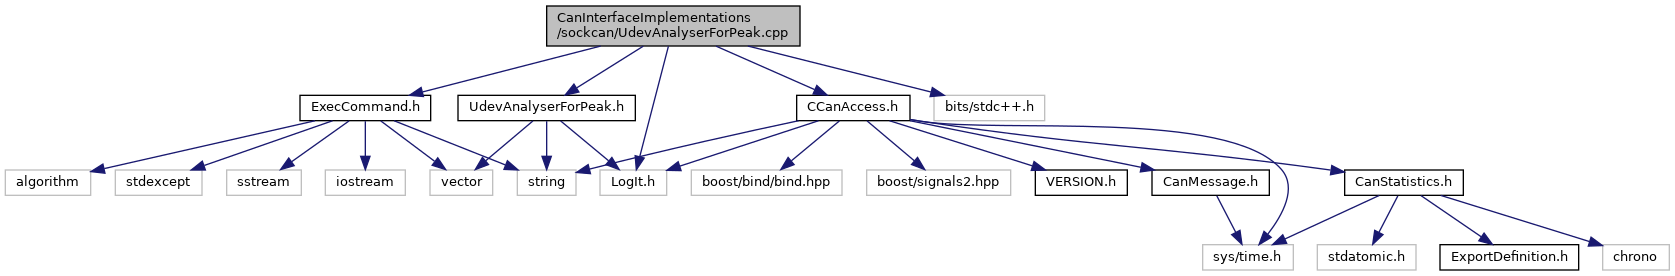 CanInterfaceImplementations
/sockcan/UdevAnalyserForPeak.cpp
ExecCommand.h
UdevAnalyserForPeak.h
CCanAccess.h
bits/stdc++.h
algorithm
stdexcept
sstream
iostream
vector
string
LogIt.h
boost/bind/bind.hpp
boost/signals2.hpp
VERSION.h
CanMessage.h
CanStatistics.h
sys/time.h
stdatomic.h
ExportDefinition.h
chrono